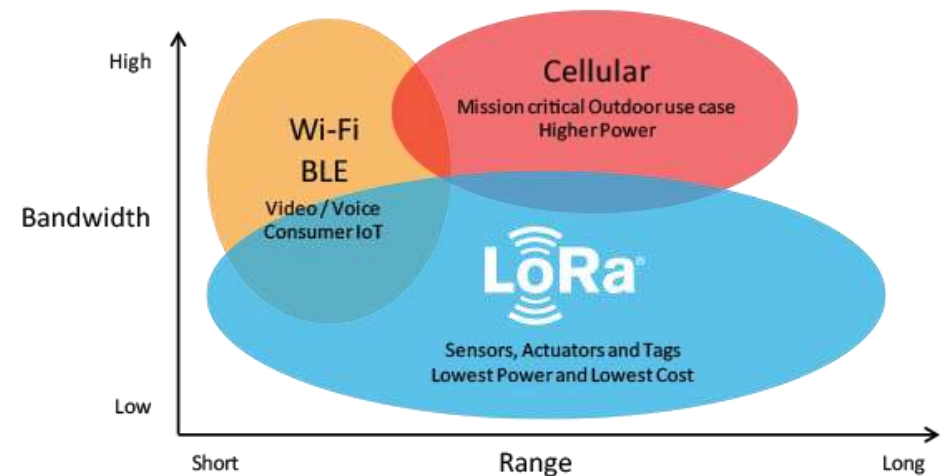 High
Cellular
Mission critical Outdoor use case
Higher Power
Wi-Fi
BLE
Video / Voice
Consumer IoT
Bandwidth
LoRa®
Sensors, Actuators and Tags
Lowest Power and Lowest Cost
Low
Short
Range
Long